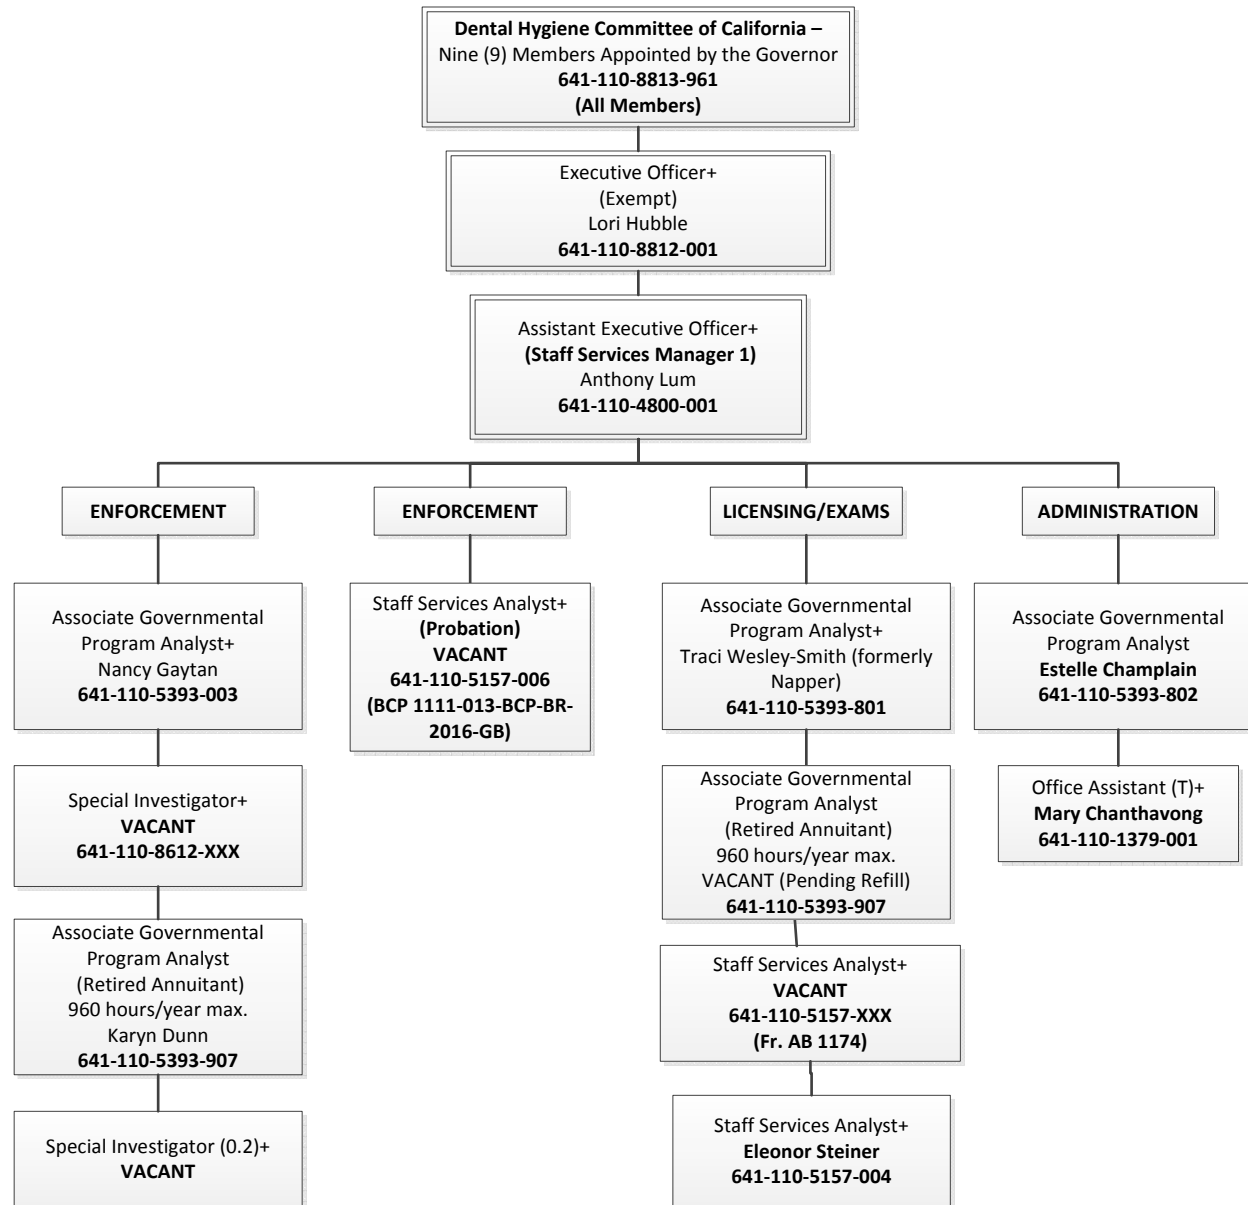 Dental Hygiene Committee of California –
Nine (9) Members Appointed by the Governor
641-110-8813-961
(All Members)
Executive Officer+
(Exempt)
Lori Hubble
641-110-8812-001
Assistant Executive Officer+
(Staff Services Manager 1)
Anthony Lum
641-110-4800-001
ENFORCEMENT
Associate Governmental
Program Analyst+
Nancy Gaytan
641-110-5393-003
Special Investigator+
VACANT
641-110-8612-XXX
Associate Governmental
Program Analyst
(Retired Annuitant)
960 hours/year max.
Karyn Dunn
641-110-5393-907
Special Investigator (0.2)+
VACANT
ENFORCEMENT
Staff Services Analyst+
(Probation)
VACANT
641-110-5157-006
(BCP 1111-013-BCP-BR-
2016-GB)
LICENSING/EXAMS
Associate Governmental
Program Analyst+
Traci Wesley-Smith (formerly
Napper)
641-110-5393-801
Associate Governmental
Program Analyst
(Retired Annuitant)
960 hours/year max.
VACANT (Pending Refill)
641-110-5393-907
Staff Services Analyst+
VACANT
641-110-5157-XXX
(Fr. AB 1174)
Staff Services Analyst+
Eleonor Steiner
641-110-5157-004
ADMINISTRATION
Associate Governmental
Program Analyst
Estelle Champlain
641-110-5393-802
Office Assistant (T)+
Mary Chanthavong
641-110-1379-001